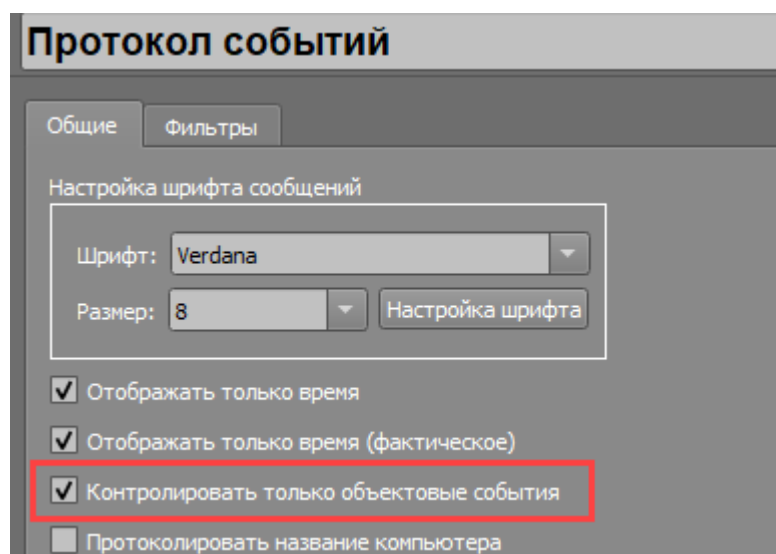 Протокол событий
Общие Фильтры
Настройка шрифта сообщений
Шрифт: Verdana
Размер: 8 Настройка шрифта
Отображать только время
Отображать только время (фактическое)
Контролировать только объектовые события
Протоколировать название компьютера